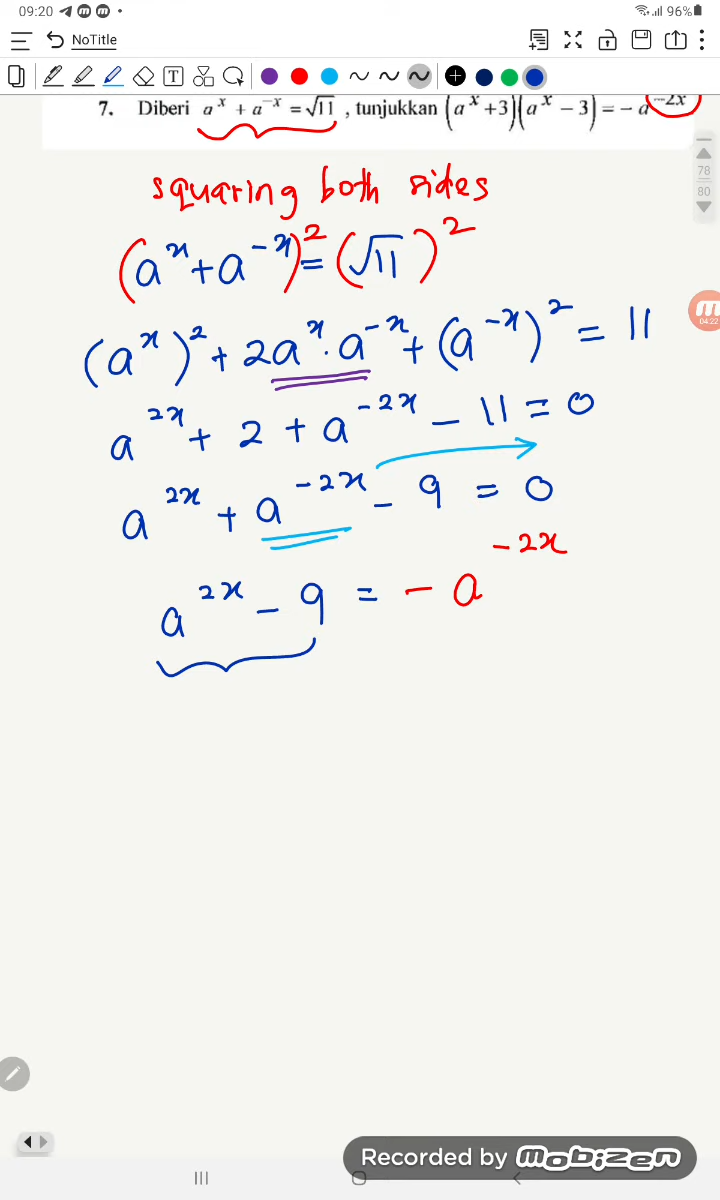 09:20 96%
NoTitle
7. Diberi a^x + a^-x = √11 , tunjukkan (a^x +3)(a^x − 3) = − a^-2x
78
80
squaring both sides
(a^x + a^-x)^2 = (√11)^2
04:22
(a^x)^2 + 2a^x · a^-x + (a^-x)^2 = 11
a^2x + 2 + a^-2x − 11 = 0
a^2x + a^-2x − 9 = 0
a^2x − 9 = − a^-2x
Recorded by mobizen